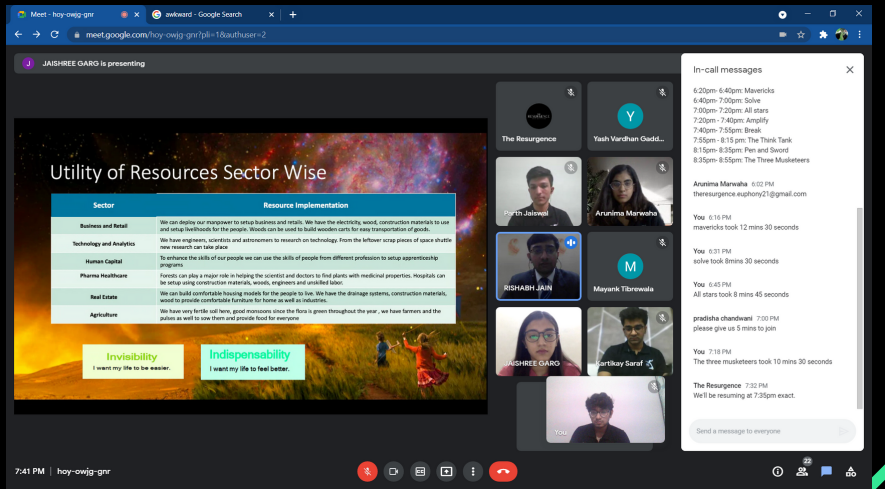 Meet - hoy-owjg-gnr
awkward - Google Search
meet.google.com/hoy-owjg-gnr?pli=1&authuser=2
J JAISHREE GARG is presenting
Utility of Resources Sector Wise
Sector Resource Implementation
Business and Retail We can deploy our manpower to setup business and retails. We have the electricity, wood, construction materials to use
and setup livelihoods for the people. Woods can be used to build wooden carts for easy transportation of goods.
Technology and Analytics We have engineers, scientists and astronomers to research on technology. From the leftover scrap pieces of space shuttle
new research can take place
Human Capital To enhance the skills of our people we can use the skills of people from different profession to setup apprenticeship
programs
Pharma Healthcare Forests can play a major role in helping the scientist and doctors to find plants with medicinal properties. Hospitals can
be setup using construction materials, woods, engineers and unskilled labor.
Real Estate We can build comfortable housing models for the people to live. We have the drainage systems, construction materials,
wood to provide comfortable furniture for home as well as industries.
Agriculture We have very fertile soil here, good monsoons since the flora is green throughout the year , we have farmers and the
pulses as well to sow them and provide food for everyone
Invisibility
I want my life to be easier.
Indispensability
I want my life to feel better.
The Resurgence
Y
Yash Vardhan Gadd...
Parth Jaiswal
Arunima Marwaha
RISHABH JAIN
M
Mayank Tibrewala
JAISHREE GARG
Kartikay Saraf
You
In-call messages
6:20pm- 6:40pm: Mavericks
6:40pm- 7:00pm: Solve
7:00pm- 7:20pm: All stars
7:20pm - 7:40pm: Amplify
7:40pm- 7:55pm: Break
7:55pm - 8:15 pm: The Think Tank
8:15pm- 8:35pm: Pen and Sword
8:35pm- 8:55pm: The Three Musketeers
Arunima Marwaha 6:02 PM
theresurgence.euphony21@gmail.com
You 6:16 PM
mavericks took 12 mins 30 seconds
You 6:31 PM
solve took 8mins 30 seconds
You 6:45 PM
All stars took 8 mins 45 seconds
pradisha chandwani 7:00 PM
please give us 5 mins to join
You 7:18 PM
The three musketeers took 10 mins 30 seconds
The Resurgence 7:32 PM
We'll be resuming at 7:35pm exact.
Send a message to everyone
7:41 PM | hoy-owjg-gnr
22